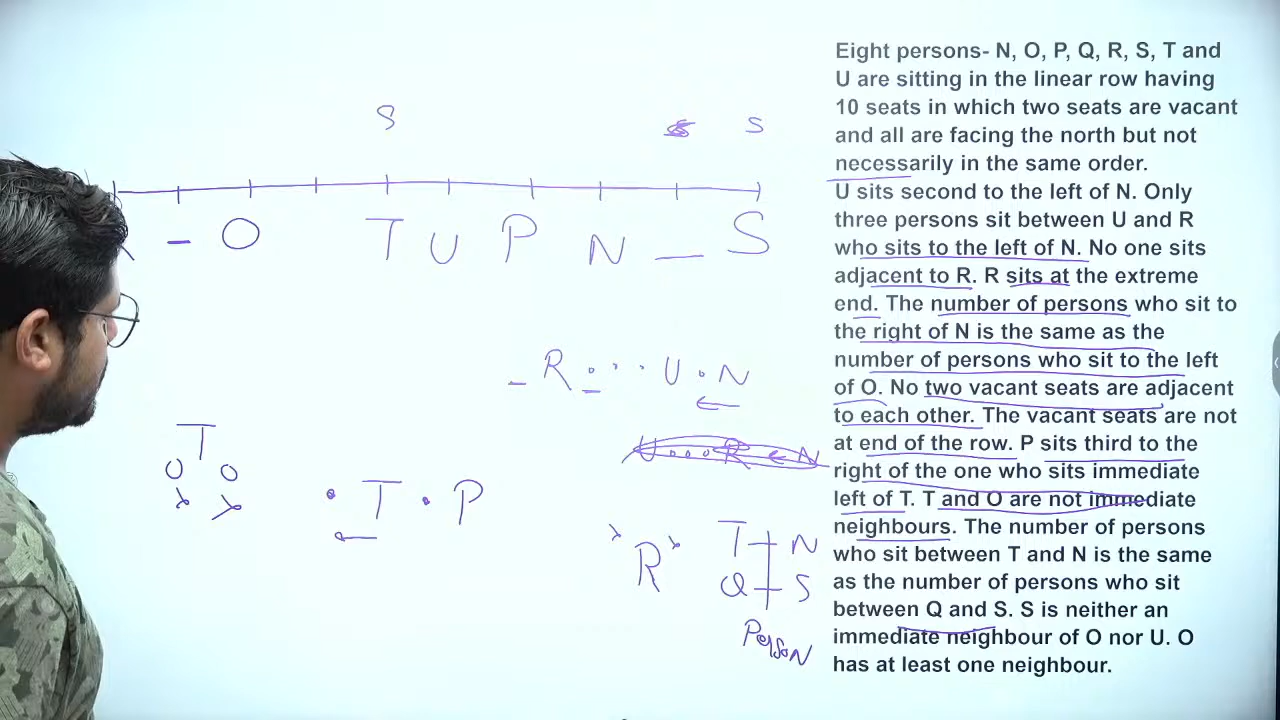 Eight persons- N, O, P, Q, R, S, T and
U are sitting in the linear row having
10 seats in which two seats are vacant
and all are facing the north but not
necessarily in the same order.
U sits second to the left of N. Only
three persons sit between U and R
who sits to the left of N. No one sits
adjacent to R. R sits at the extreme
end. The number of persons who sit to
the right of N is the same as the
number of persons who sit to the left
of O. No two vacant seats are adjacent
to each other. The vacant seats are not
at end of the row. P sits third to the
right of the one who sits immediate
left of T. T and O are not immediate
neighbours. The number of persons
who sit between T and N is the same
as the number of persons who sit
between Q and S. S is neither an
immediate neighbour of O nor U. O
has at least one neighbour.
S S
– O T U P N – S
– R . . . . U . N
U . . . R ← N
T
O O
. T . P
R
T N
Q S
Person